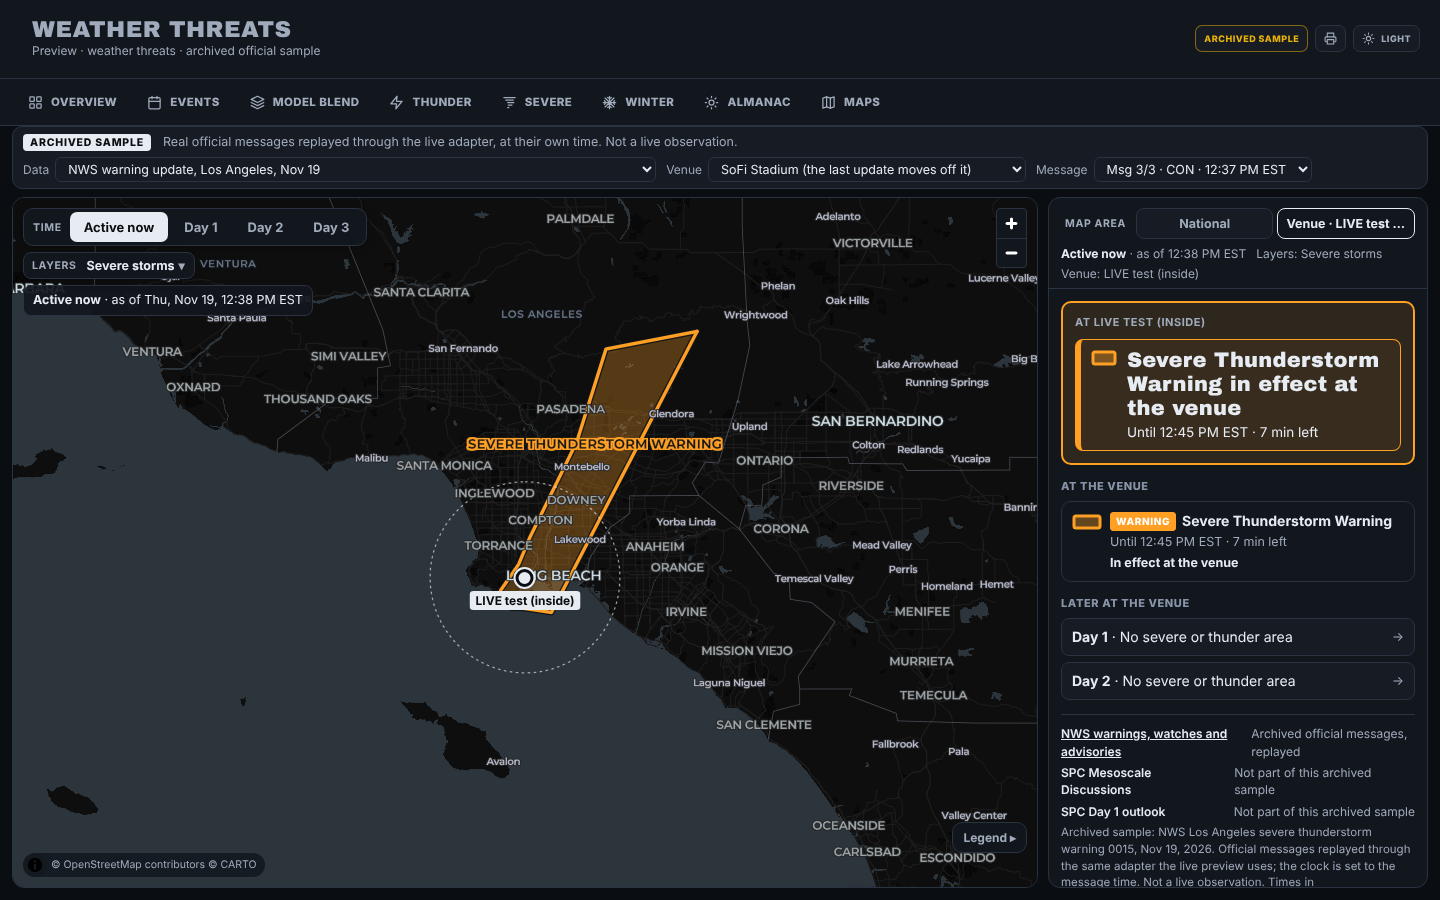 WEATHER THREATS
Preview · weather threats · archived official sample
ARCHIVED SAMPLE
LIGHT
OVERVIEW
EVENTS
MODEL BLEND
THUNDER
SEVERE
WINTER
ALMANAC
MAPS
ARCHIVED SAMPLE Real official messages replayed through the live adapter, at their own time. Not a live observation.
Data NWS warning update, Los Angeles, Nov 19
Venue SoFi Stadium (the last update moves off it)
Message Msg 3/3 · CON · 12:37 PM EST
TIME Active now Day 1 Day 2 Day 3
LAYERS Severe storms ▾
Active now · as of Thu, Nov 19, 12:38 PM EST
+
−
PALMDALE
Adelanto
VICTORVILLE
VENTURA
Lucerne Valley
SANTA CLARITA
Phelan
Oak Hills
LOS ANGELES
Wrightwood
Santa Paula
VENTURA
SIMI VALLEY
San Fernando
Lake Arrowhead
Big B
Running Springs
OXNARD
THOUSAND OAKS
PASADENA
Glendora
Upland
SAN BERNARDINO
SEVERE THUNDERSTORM WARNING
Colton
Redlands
Yucaipa
Malibu
SANTA MONICA
Montebello
ONTARIO
RIVERSIDE
INGLEWOOD
DOWNEY
Bannin
COMPTON
Yorba Linda
CORONA
TORRANCE
Lakewood
ANAHEIM
Mead Valley
ORANGE
Perris
LONG BEACH
Temescal Valley
Homeland
Hemet
LIVE test (inside)
IRVINE
MENIFEE
MISSION VIEJO
MURRIETA
Laguna Niguel
TEMECULA
SAN CLEMENTE
Fallbrook
Pala
Avalon
Valley Center
OCEANSIDE
Legend ▸
CARLSBAD
ESCONDIDO
© OpenStreetMap contributors © CARTO
MAP AREA National Venue · LIVE test ...
Active now · as of 12:38 PM EST Layers: Severe storms
Venue: LIVE test (inside)
AT LIVE TEST (INSIDE)
Severe Thunderstorm
Warning in effect at
the venue
Until 12:45 PM EST · 7 min left
AT THE VENUE
WARNING Severe Thunderstorm Warning
Until 12:45 PM EST · 7 min left
In effect at the venue
LATER AT THE VENUE
Day 1 · No severe or thunder area →
Day 2 · No severe or thunder area →
NWS warnings, watches and
advisories
Archived official messages,
replayed
SPC Mesoscale
Discussions
Not part of this archived
sample
SPC Day 1 outlook
Not part of this archived sample
Archived sample: NWS Los Angeles severe thunderstorm
warning 0015, Nov 19, 2026. Official messages replayed through
the same adapter the live preview uses; the clock is set to the
message time. Not a live observation. Times in